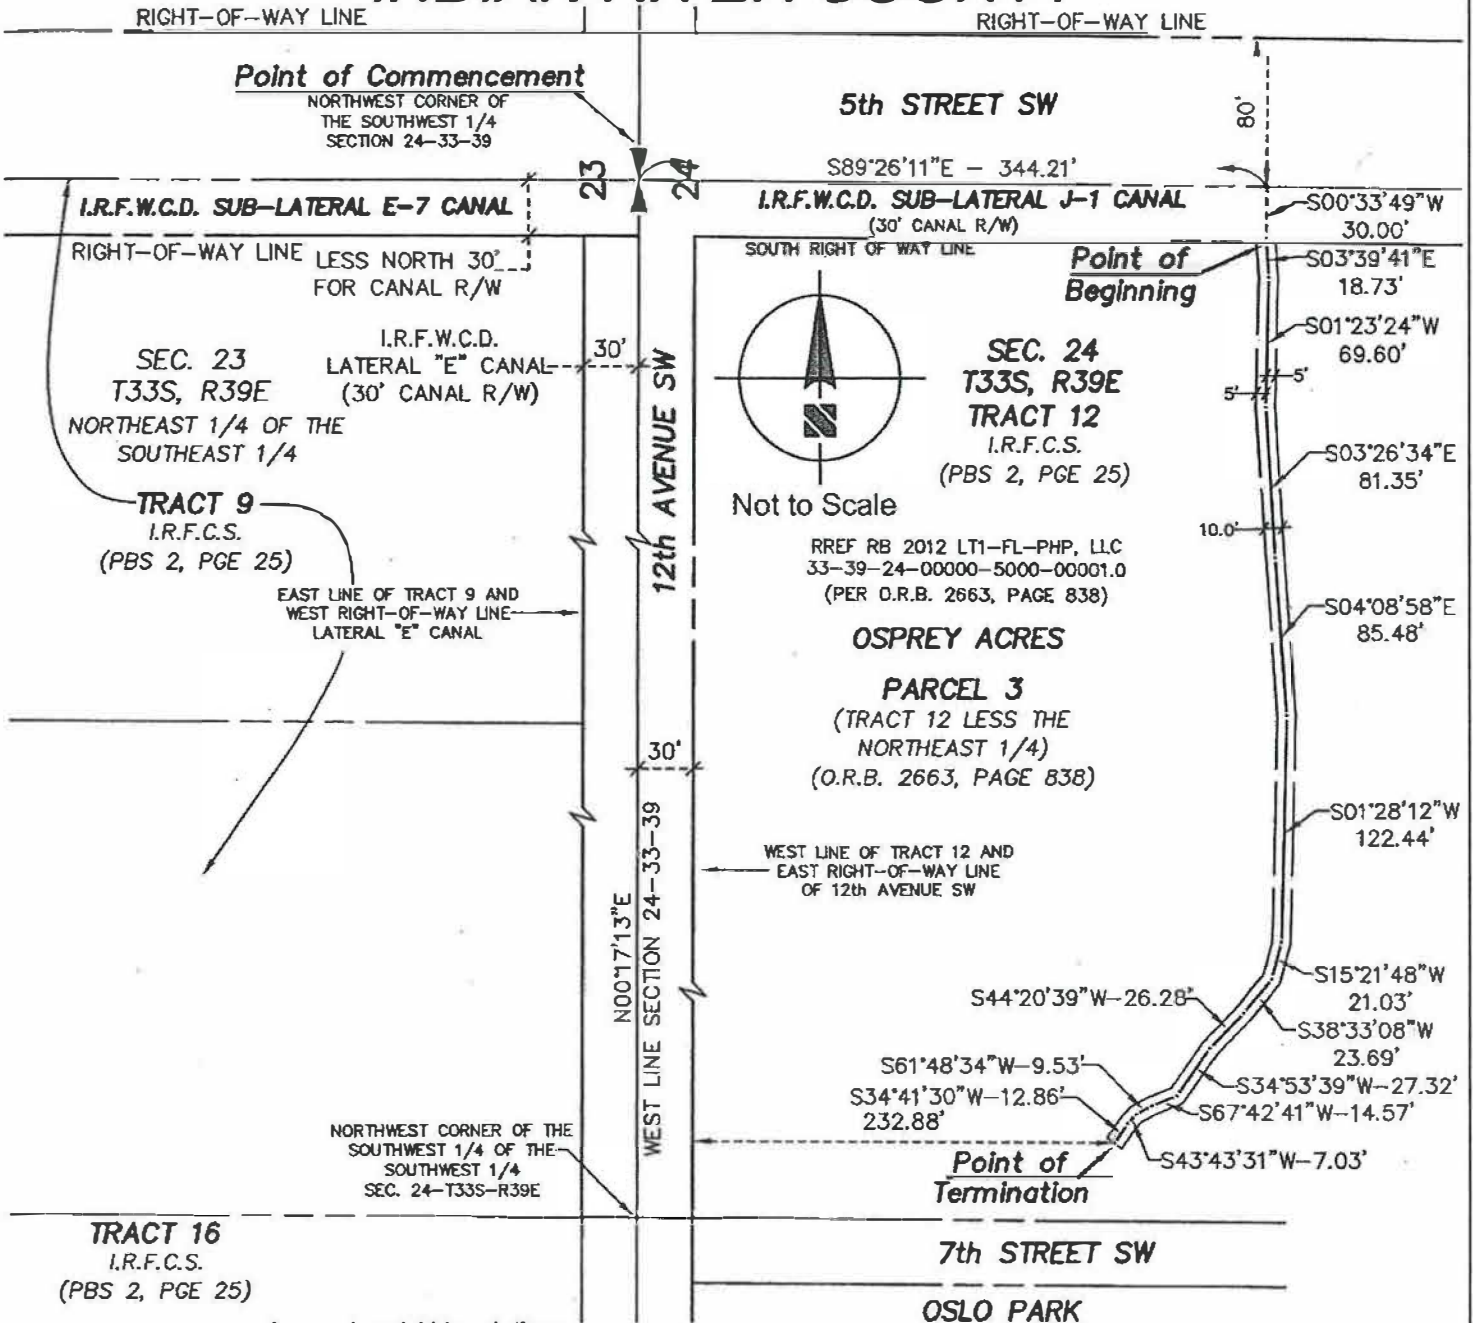 RIGHT-OF-WAY LINE
RIGHT-OF-WAY LINE
Point of Commencement
NORTHWEST CORNER OF
THE SOUTHWEST 1/4
SECTION 24-33-39
5th STREET SW
80'
23
24
S89°26'11"E - 344.21'
I.R.F.W.C.D. SUB-LATERAL E-7 CANAL
I.R.F.W.C.D. SUB-LATERAL J-1 CANAL
(30' CANAL R/W)
S00°33'49"W
30.00'
RIGHT-OF-WAY LINE
LESS NORTH 30'
FOR CANAL R/W
SOUTH RIGHT OF WAY LINE
Point of
Beginning
S03°39'41"E
18.73'
S01°23'24"W
69.60'
SEC. 23
T33S, R39E
NORTHEAST 1/4 OF THE
SOUTHEAST 1/4
I.R.F.W.C.D.
LATERAL "E" CANAL
(30' CANAL R/W)
30'
12th AVENUE SW
N
Not to Scale
SEC. 24
T33S, R39E
TRACT 12
I.R.F.C.S.
(PBS 2, PGE 25)
5'
5'
S03°26'34"E
81.35'
10.0'
TRACT 9
I.R.F.C.S.
(PBS 2, PGE 25)
EAST LINE OF TRACT 9 AND
WEST RIGHT-OF-WAY LINE
LATERAL "E" CANAL
RREF RB 2012 LT1-FL-PHP, LLC
33-39-24-00000-5000-00001.0
(PER O.R.B. 2663, PAGE 838)
OSPREY ACRES
PARCEL 3
(TRACT 12 LESS THE
NORTHEAST 1/4)
(O.R.B. 2663, PAGE 838)
S04°08'58"E
85.48'
30'
S01°28'12"W
122.44'
WEST LINE OF TRACT 12 AND
EAST RIGHT-OF-WAY LINE
OF 12th AVENUE SW
N00°17'13"E
WEST LINE SECTION 24-33-39
S15°21'48"W
21.03'
S44°20'39"W-26.28'
S38°33'08"W
23.69'
S61°48'34"W-9.53'
S34°53'39"W-27.32'
S34°41'30"W-12.86'
232.88'
S67°42'41"W-14.57'
S43°43'31"W-7.03'
Point of
Termination
NORTHWEST CORNER OF THE
SOUTHWEST 1/4 OF THE
SOUTHWEST 1/4
SEC. 24-T33S-R39E
TRACT 16
I.R.F.C.S.
(PBS 2, PGE 25)
7th STREET SW
OSLO PARK